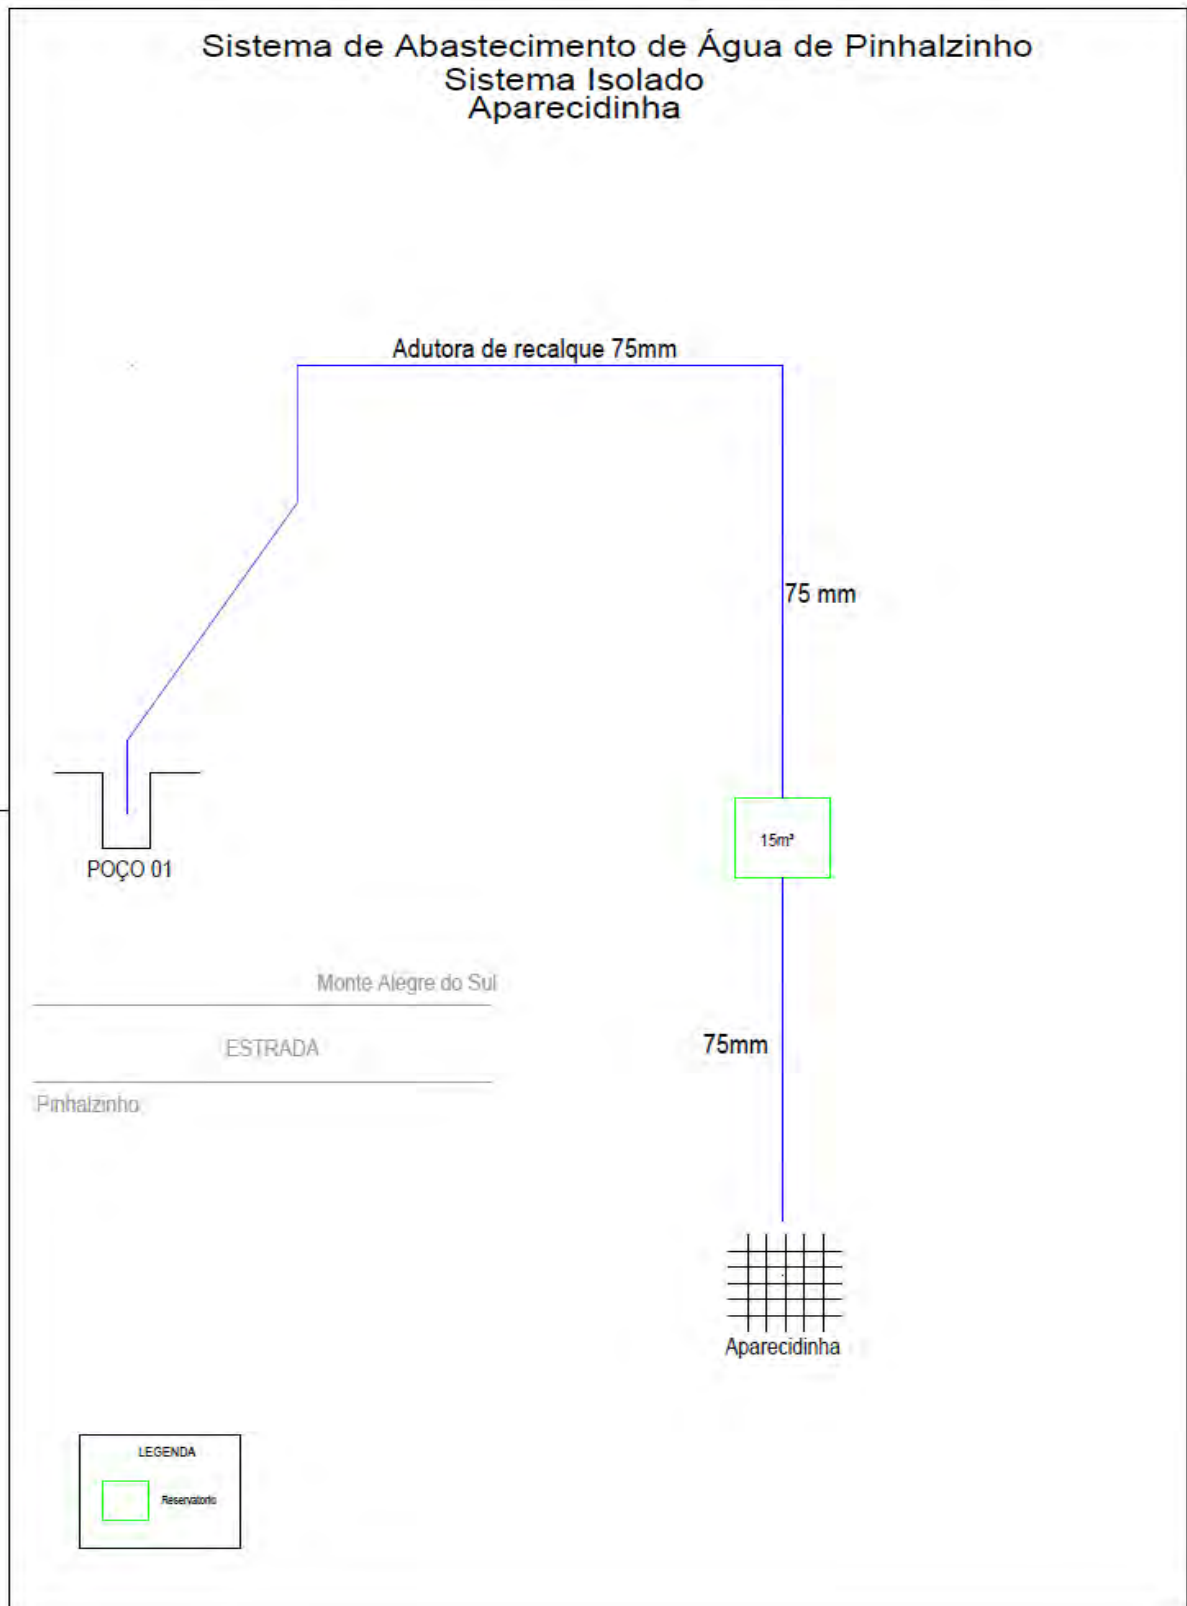 Sistema de Abastecimento de Água de Pinhalzinho
Sistema Isolado
Aparecidinha
Adutora de recalque 75mm
75 mm
15m³
POÇO 01
Monte Alegre do Sul
ESTRADA
75mm
Pinhalzinho
Aparecidinha
LEGENDA
Reservatorio